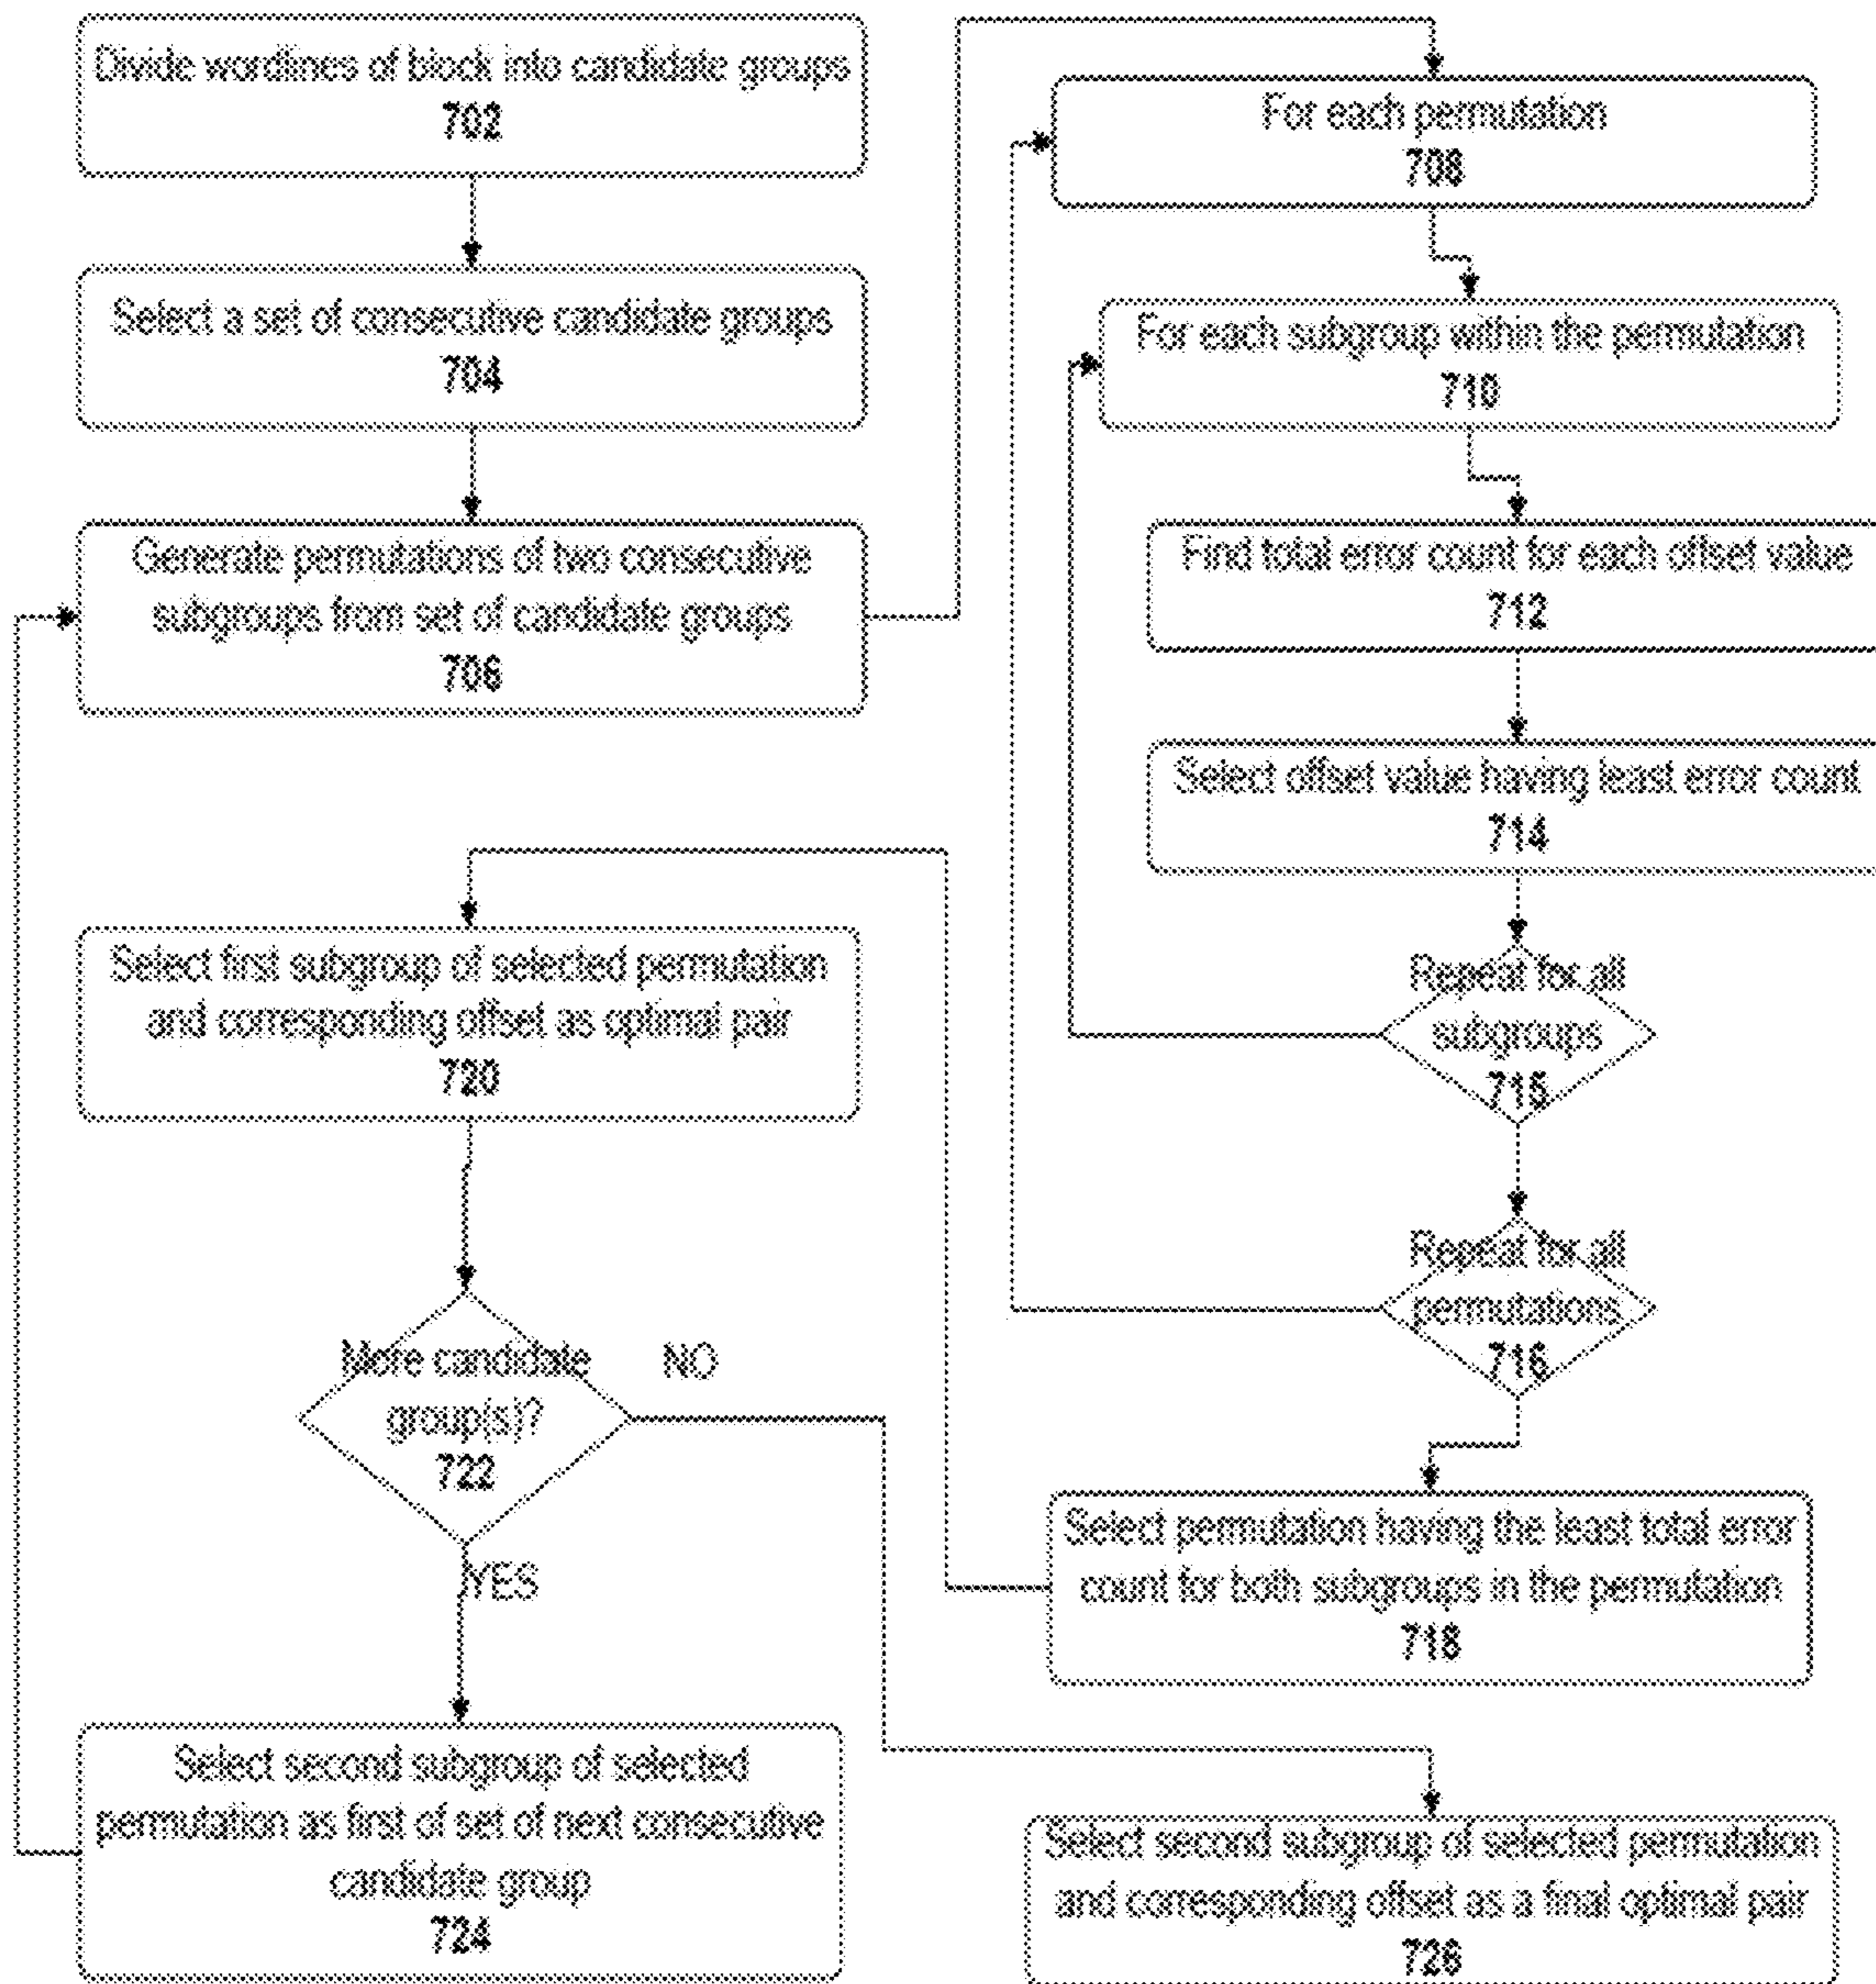 Divide wordlines of block into candidate groups
702
Select a set of consecutive candidate groups
704
Generate permutations of two consecutive
subgroups from set of candidate groups
706
For each permutation
708
For each subgroup within the permutation
710
Find total error count for each offset value
712
Select offset value having least error count
714
Repeat for all
subgroups
715
Repeat for all
permutations
716
Select permutation having the least total error
count for both subgroups in the permutation
718
Select first subgroup of selected permutation
and corresponding offset as optimal pair
720
More candidate
group(s)?
722
NO
YES
Select second subgroup of selected
permutation as first of set of next consecutive
candidate group
724
Select second subgroup of selected permutation
and corresponding offset as a final optimal pair
726